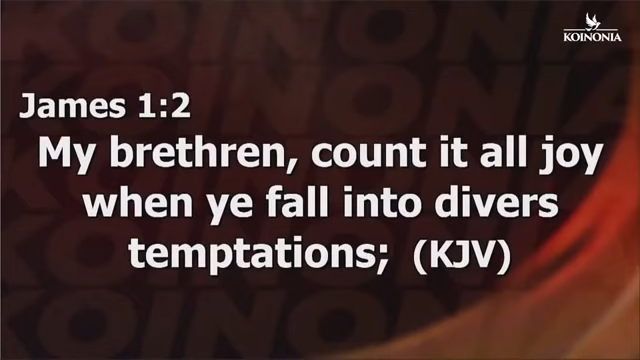 KOINONIA
James 1:2
My brethren, count it all joy
when ye fall into divers
temptations; (KJV)